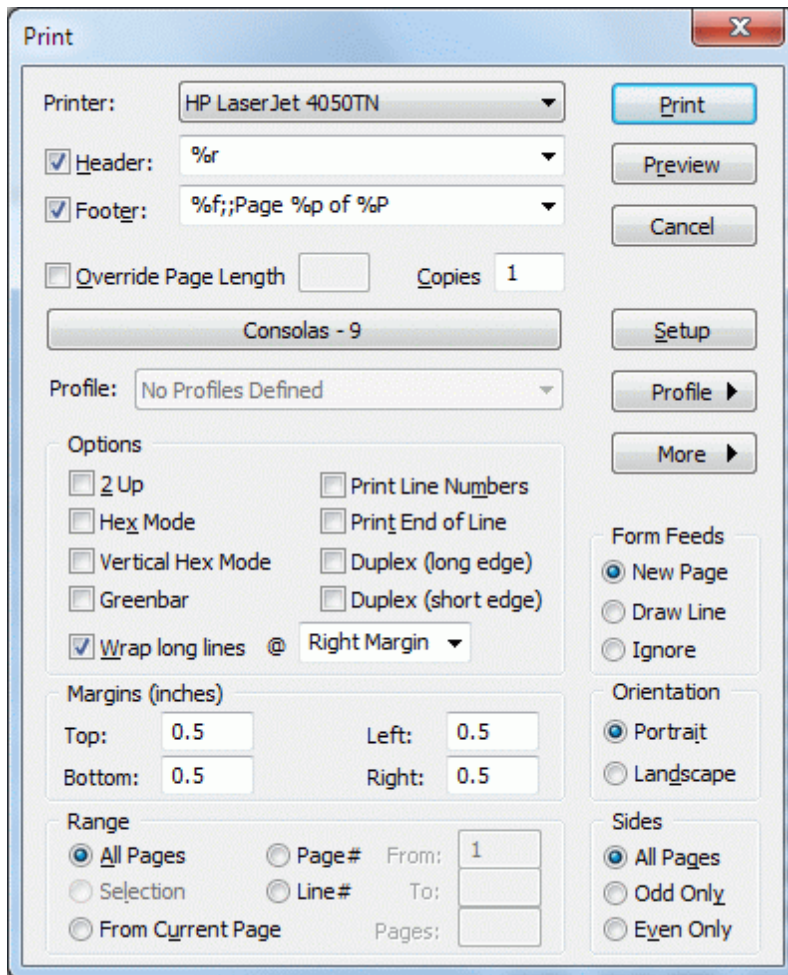 Print
Printer: HP LaserJet 4050TN Print
Header: %r Preview
Footer: %f;;Page %p of %P Cancel
Override Page Length Copies 1
Consolas - 9 Setup
Profile: No Profiles Defined Profile
More
Options
2 Up Print Line Numbers
Hex Mode Print End of Line
Vertical Hex Mode Duplex (long edge)
Greenbar Duplex (short edge)
Wrap long lines @ Right Margin
Form Feeds
New Page
Draw Line
Ignore
Margins (inches)
Top: 0.5 Left: 0.5
Bottom: 0.5 Right: 0.5
Orientation
Portrait
Landscape
Range
All Pages Page# From: 1
Selection Line# To:
From Current Page Pages:
Sides
All Pages
Odd Only
Even Only